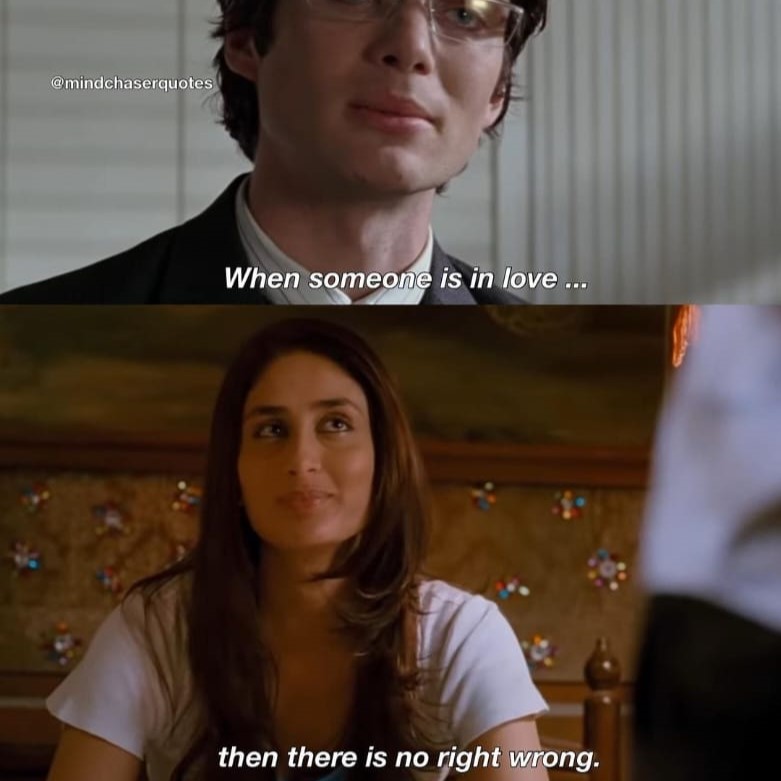 @mindchaserquotes
When someone is in love ...
then there is no right wrong.